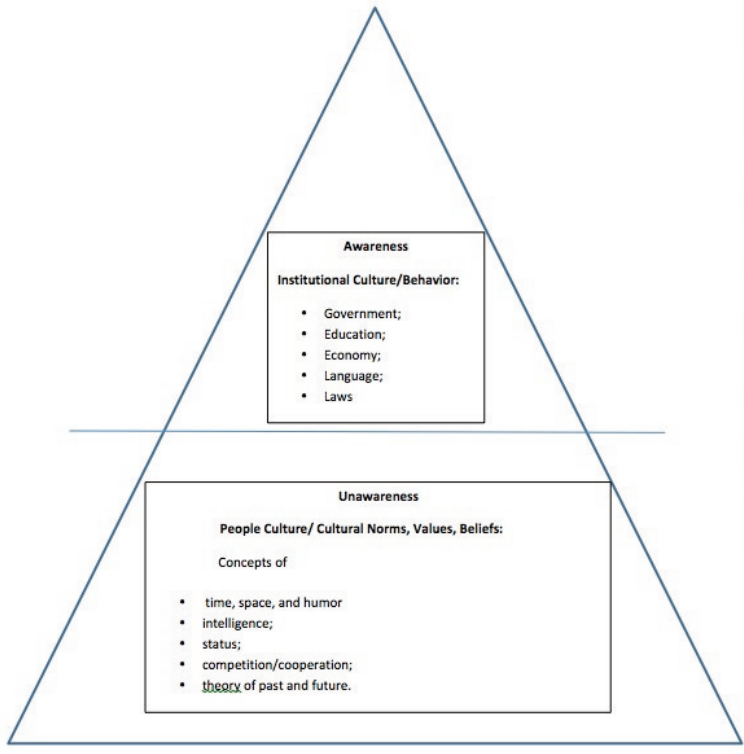 Awareness
Institutional Culture/Behavior:
• Government;
• Education;
• Economy;
• Language;
• Laws
Unawareness
People Culture/ Cultural Norms, Values, Beliefs:
Concepts of
• time, space, and humor
• intelligence;
• status;
• competition/cooperation;
• theory of past and future.